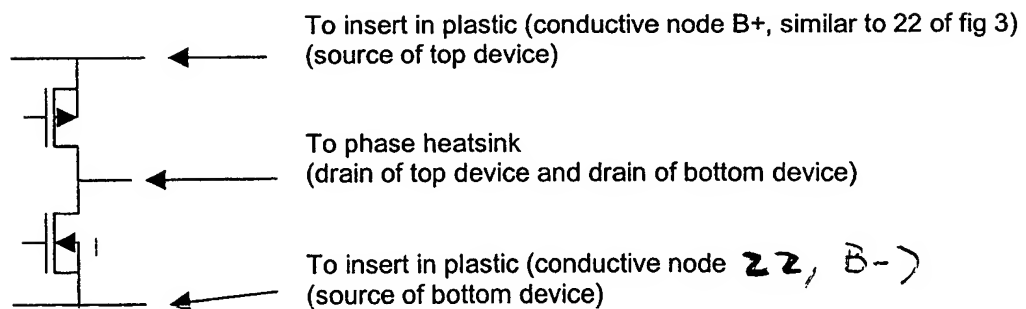 To insert in plastic (conductive node B+, similar to 22 of fig 3)
(source of top device)
To phase heatsink
(drain of top device and drain of bottom device)
To insert in plastic (conductive node 22, B-)
(source of bottom device)